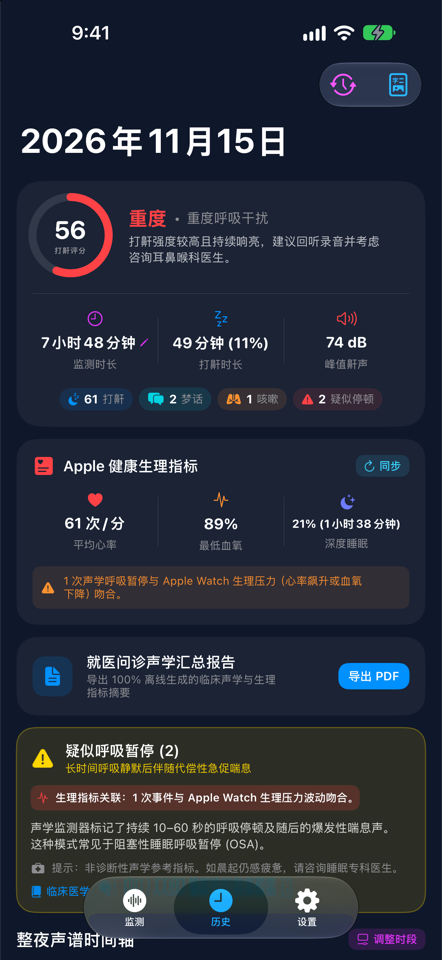 9:41
2026年11月15日
56
打鼾评分
重度 • 重度呼吸干扰
打鼾强度较高且持续响亮，建议回听录音并考虑
咨询耳鼻喉科医生。
7小时48分钟
49分钟 (11%)
74 dB
监测时长
打鼾时长
峰值鼾声
61 打鼾
2 梦话
1 咳嗽
2 疑似停顿
Apple 健康生理指标
同步
61 次/分
89%
21% (1小时38分钟)
平均心率
最低血氧
深度睡眠
1 次声学呼吸暂停与 Apple Watch 生理压力（心率飙升或血氧
下降）吻合。
就医问诊声学汇总报告
导出 100% 离线生成的临床声学与生理
指标摘要
导出 PDF
疑似呼吸暂停 (2)
长时间呼吸静默后伴随代偿性急促喘息
生理指标关联：1 次事件与 Apple Watch 生理压力波动吻合。
声学监测器标记了持续 10–60 秒的呼吸停顿及随后的爆发性喘息声。
这种模式常见于阻塞性睡眠呼吸暂停 (OSA)。
提示：非诊断性声学参考指标。如晨起仍感疲惫，请咨询睡眠专科医生。
临床医学
监测
历史
设置
整夜声谱时间轴
调整时段